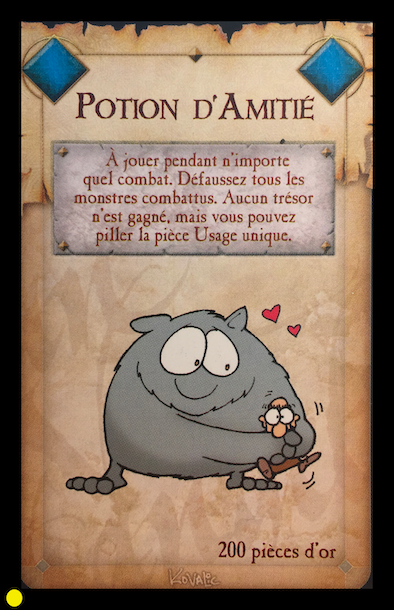 POTION D'AMITIÉ
À jouer pendant n'importe
quel combat. Défaussez tous les
monstres combattus. Aucun trésor
n'est gagné, mais vous pouvez
piller la pièce Usage unique.
200 pièces d'or
KOVALIC